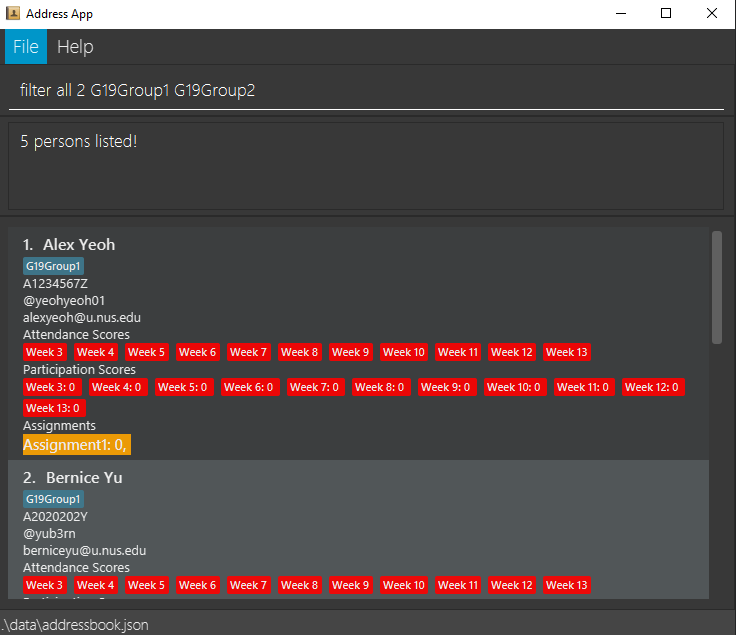 Address App
File Help
filter all 2 G19Group1 G19Group2
5 persons listed!
1. Alex Yeoh
G19Group1
A1234567Z
@yeohyeoh01
alexyeoh@u.nus.edu
Attendance Scores
Week 3 Week 4 Week 5 Week 6 Week 7 Week 8 Week 9 Week 10 Week 11 Week 12 Week 13
Participation Scores
Week 3: 0 Week 4: 0 Week 5: 0 Week 6: 0 Week 7: 0 Week 8: 0 Week 9: 0 Week 10: 0 Week 11: 0 Week 12: 0
Week 13: 0
Assignments
Assignment1: 0,
2. Bernice Yu
G19Group1
A2020202Y
@yub3rn
berniceyu@u.nus.edu
Attendance Scores
Week 3 Week 4 Week 5 Week 6 Week 7 Week 8 Week 9 Week 10 Week 11 Week 12 Week 13
.\data\addressbook.json